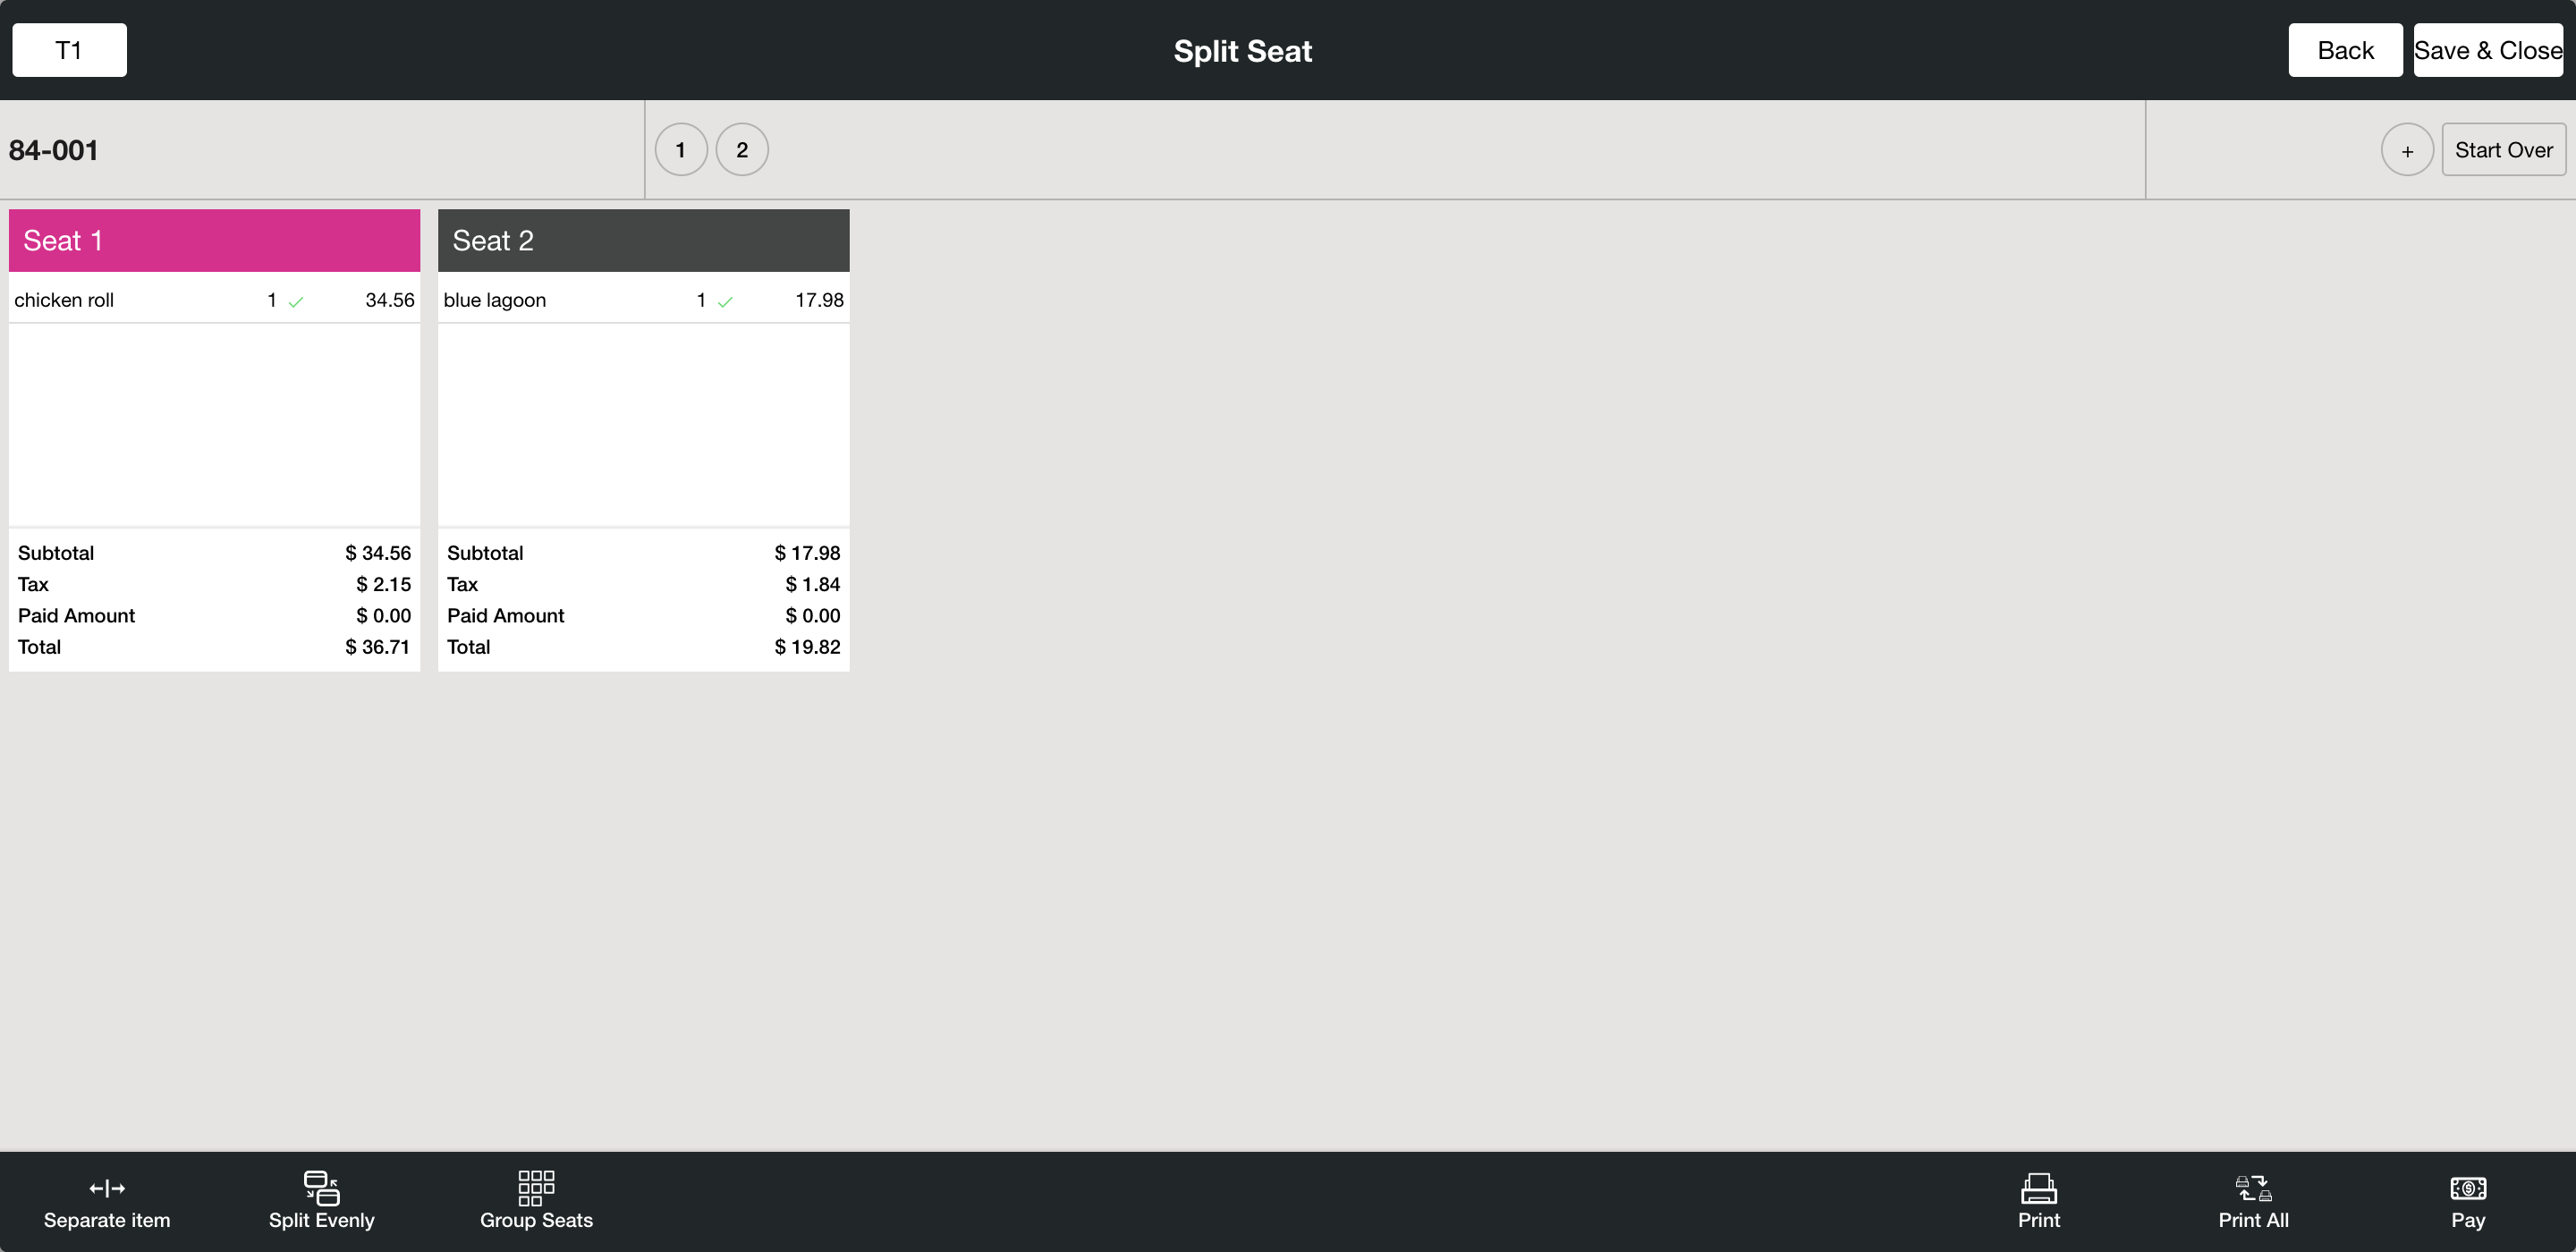 T1 Split Seat Back Save & Close
84-001 1 2 + Start Over
Seat 1
chicken roll 1 34.56
Subtotal $ 34.56
Tax $ 2.15
Paid Amount $ 0.00
Total $ 36.71
Seat 2
blue lagoon 1 17.98
Subtotal $ 17.98
Tax $ 1.84
Paid Amount $ 0.00
Total $ 19.82
Separate item Split Evenly Group Seats Print Print All Pay